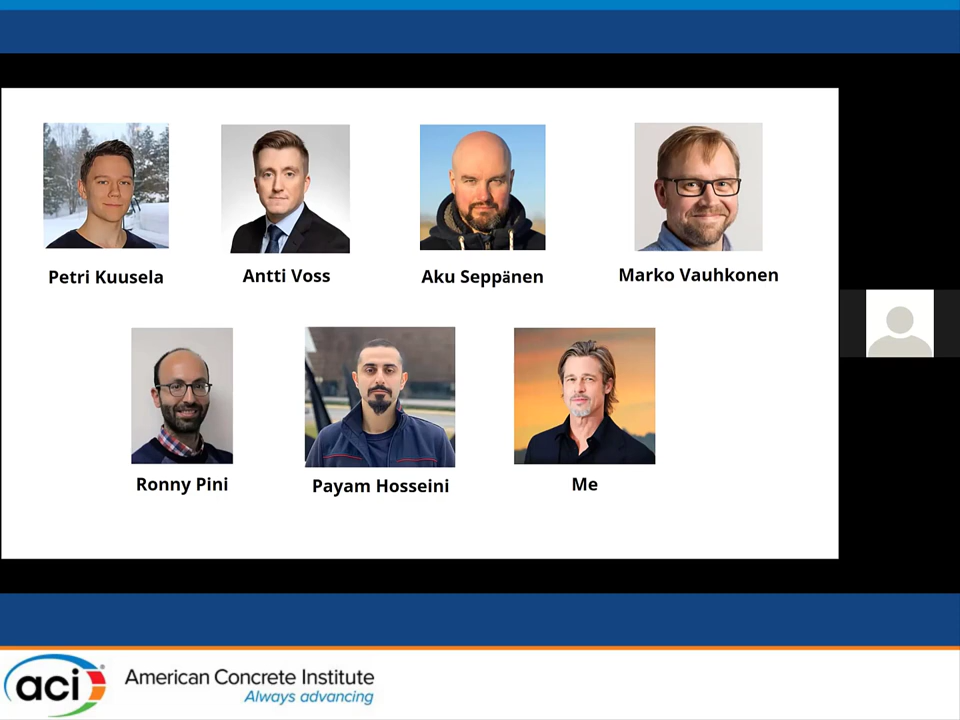 Petri Kuusela
Antti Voss
Aku Seppänen
Marko Vauhkonen
Ronny Pini
Payam Hosseini
Me
aci
American Concrete Institute
Always advancing